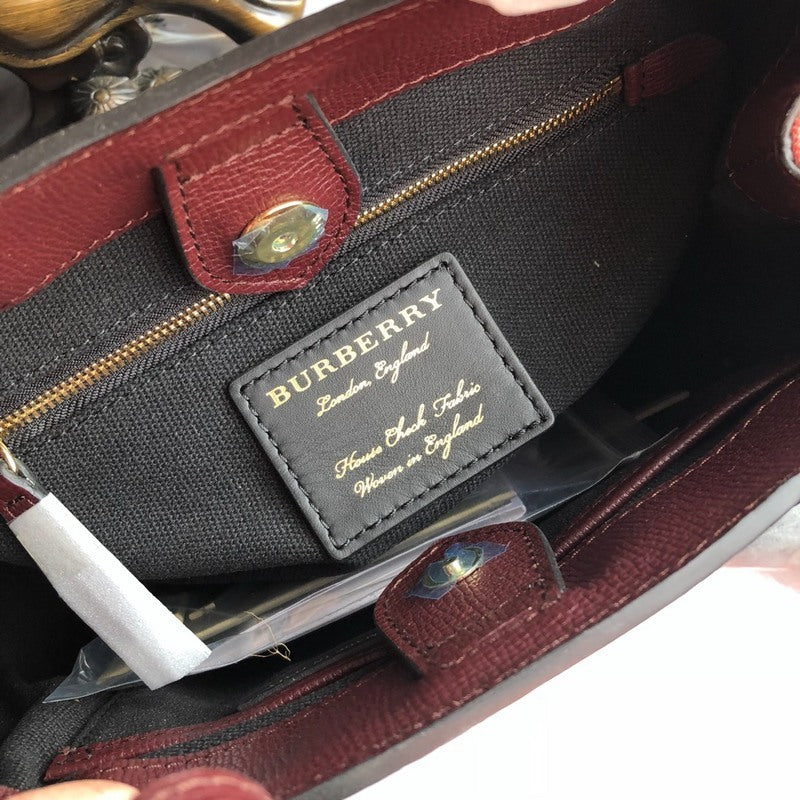 BURBERRY
London, England
House Check Fabric
Woven in England